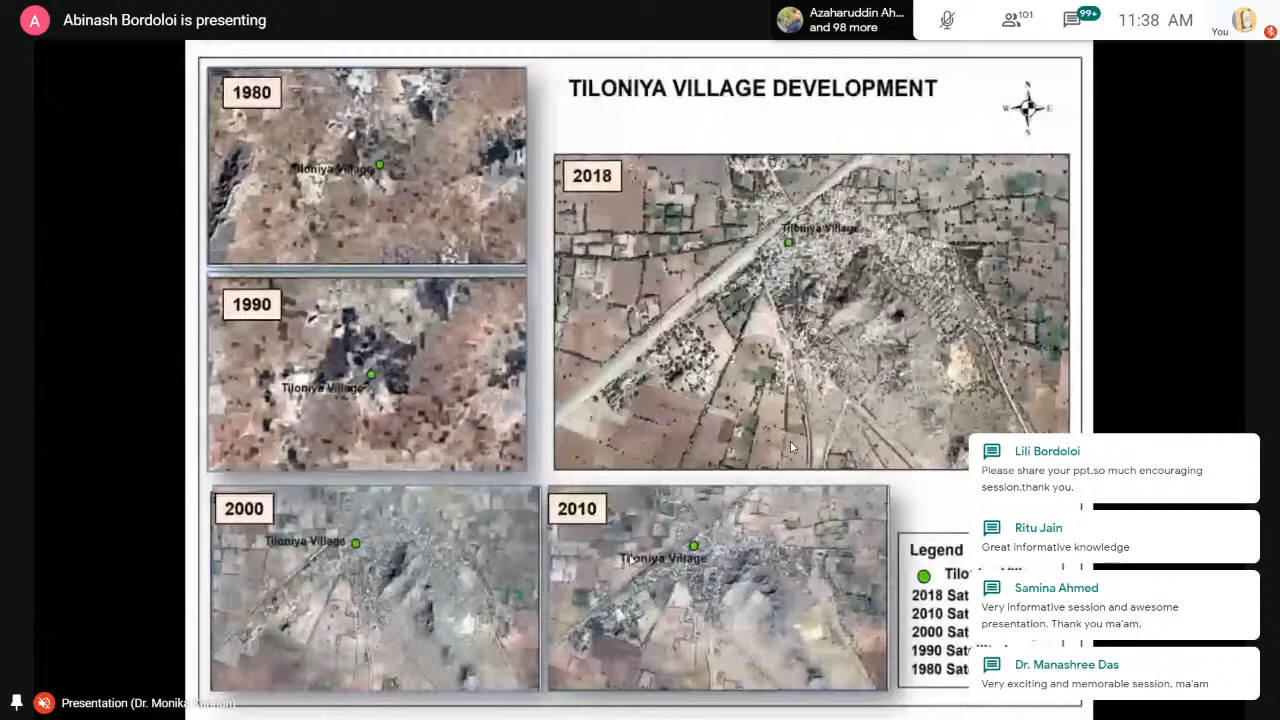 A
Abinash Bordoloi is presenting
Azaharuddin Ah...
and 98 more
101
99+
11:38 AM
You
TILONIYA VILLAGE DEVELOPMENT
N
W E
S
1980
Tiloniya Village
1990
Tiloniya Village
2018
Tiloniya Village
2000
Tiloniya Village
2010
Tiloniya Village
Legend
2018 Sat
2010 Sat
2000 Sat
1990
1980 Sat
Lili Bordoloi
Please share your ppt.so much encouraging
session.thank you.
Ritu Jain
Great informative knowledge
Samina Ahmed
Very informative session and awesome
presentation. Thank you ma'am.
Dr. Manashree Das
Very exciting and memorable session, ma'am
Presentation (Dr. Monika Kannan)